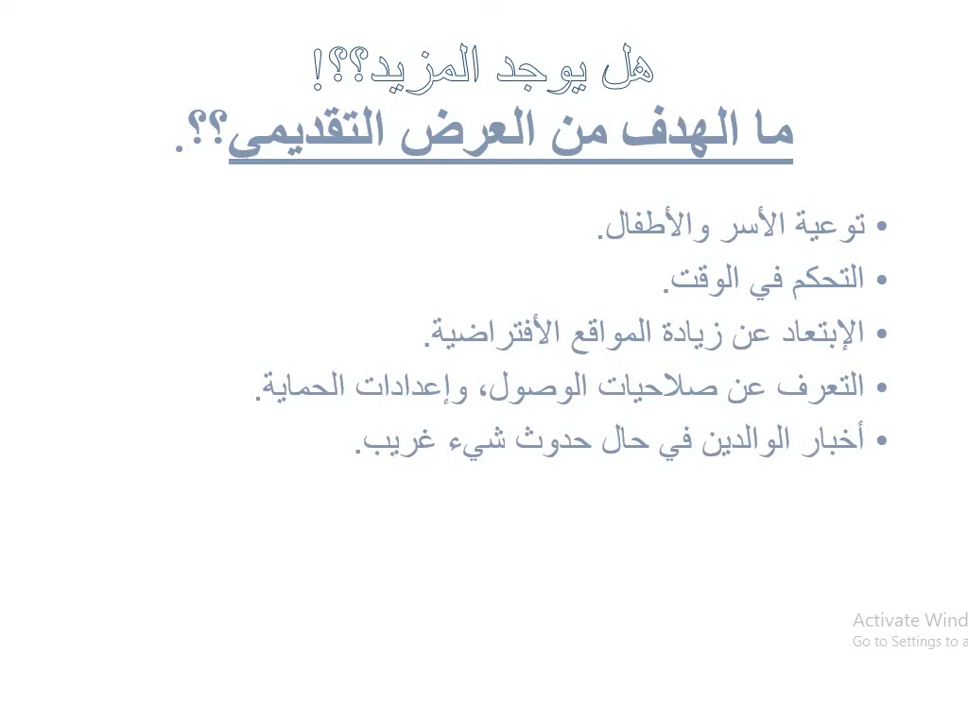 هل يوجد المزيد؟؟!
ما الهدف من العرض التقديمي؟؟.
• توعية الأسر والأطفال.
• التحكم في الوقت.
• الإبتعاد عن زيادة المواقع الأفتراضية.
• التعرف عن صلاحيات الوصول، وإعدادات الحماية.
• أخبار الوالدين في حال حدوث شيء غريب.
Activate Wind
Go to Settings to a